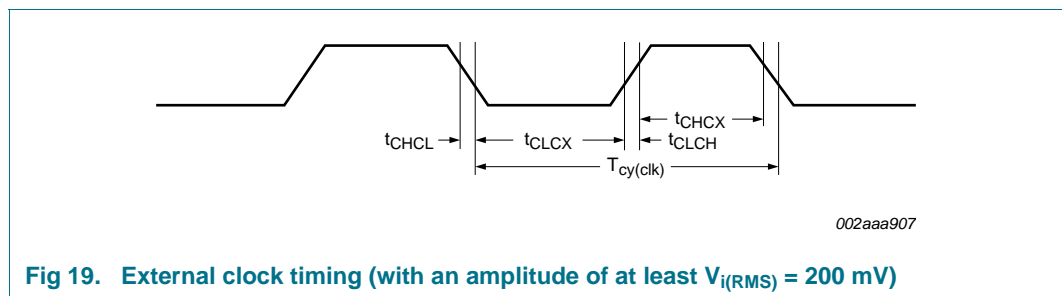 tCHCX
tCHCL tCLCX tCLCH
Tcy(clk)
002aaa907
Fig 19. External clock timing (with an amplitude of at least Vi(RMS) = 200 mV)